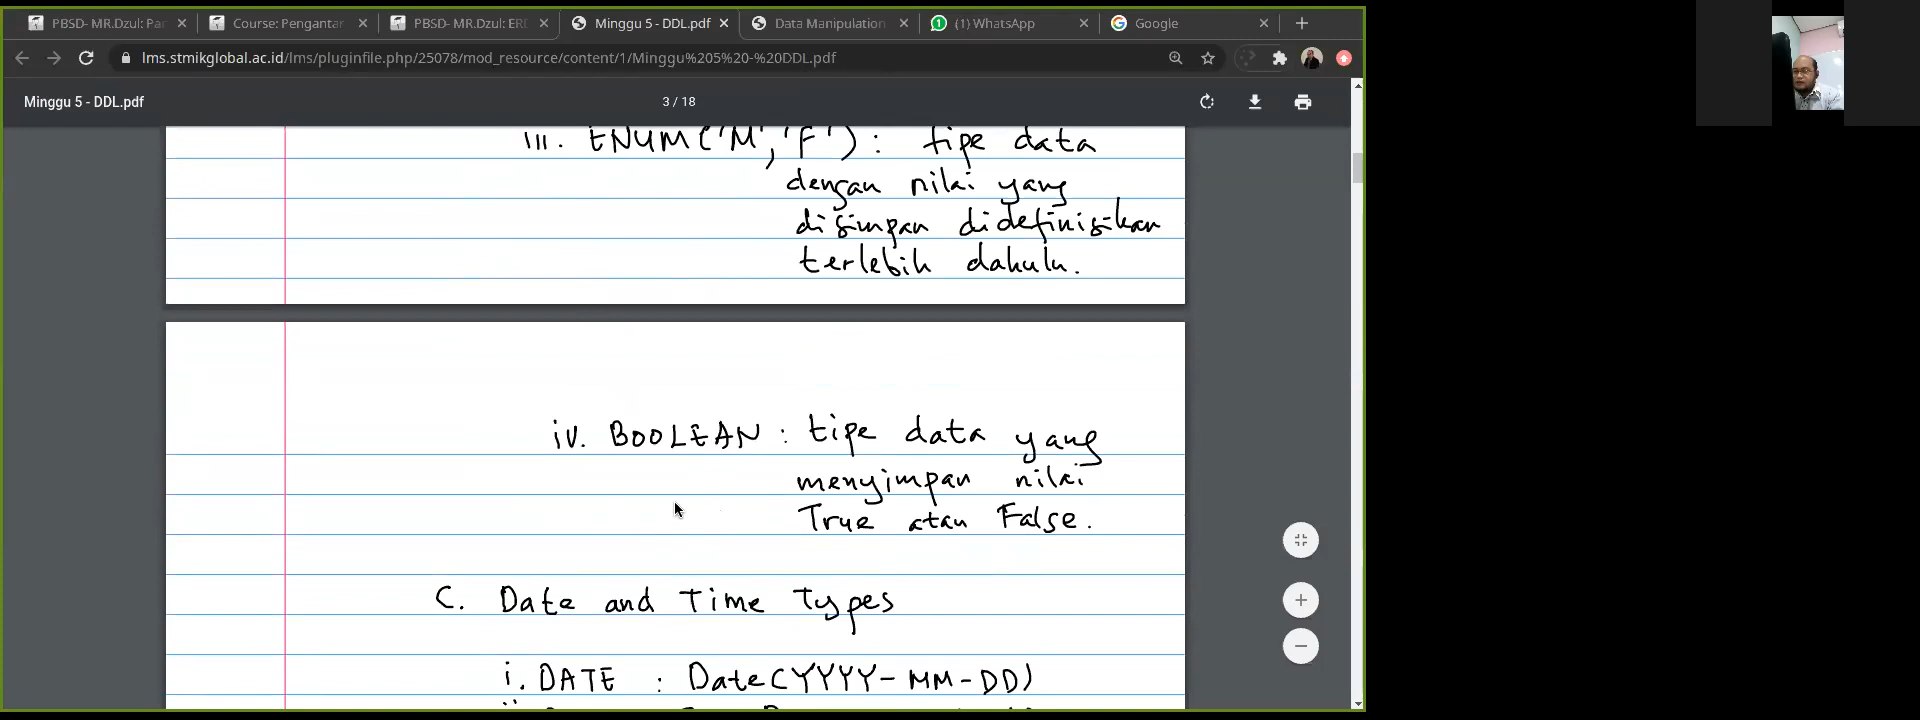 PBSD- MR.Dzul: Par
Course: Pengantar
PBSD- MR.Dzul: ERD
Minggu 5 - DDL.pdf
Data Manipulation
(1) WhatsApp
Google
lms.stmikglobal.ac.id/lms/pluginfile.php/25078/mod_resource/content/1/Minggu%205%20-%20DDL.pdf
Minggu 5 - DDL.pdf
3 / 18
iii. ENUM('M','F') : tipe data
dengan nilai yang
disimpan didefinisikan
terlebih dahulu.
iv. BOOLEAN : tipe data yang
menyimpan nilai
True atau False.
C. Date and Time Types
i. DATE : Date(YYYY-MM-DD)